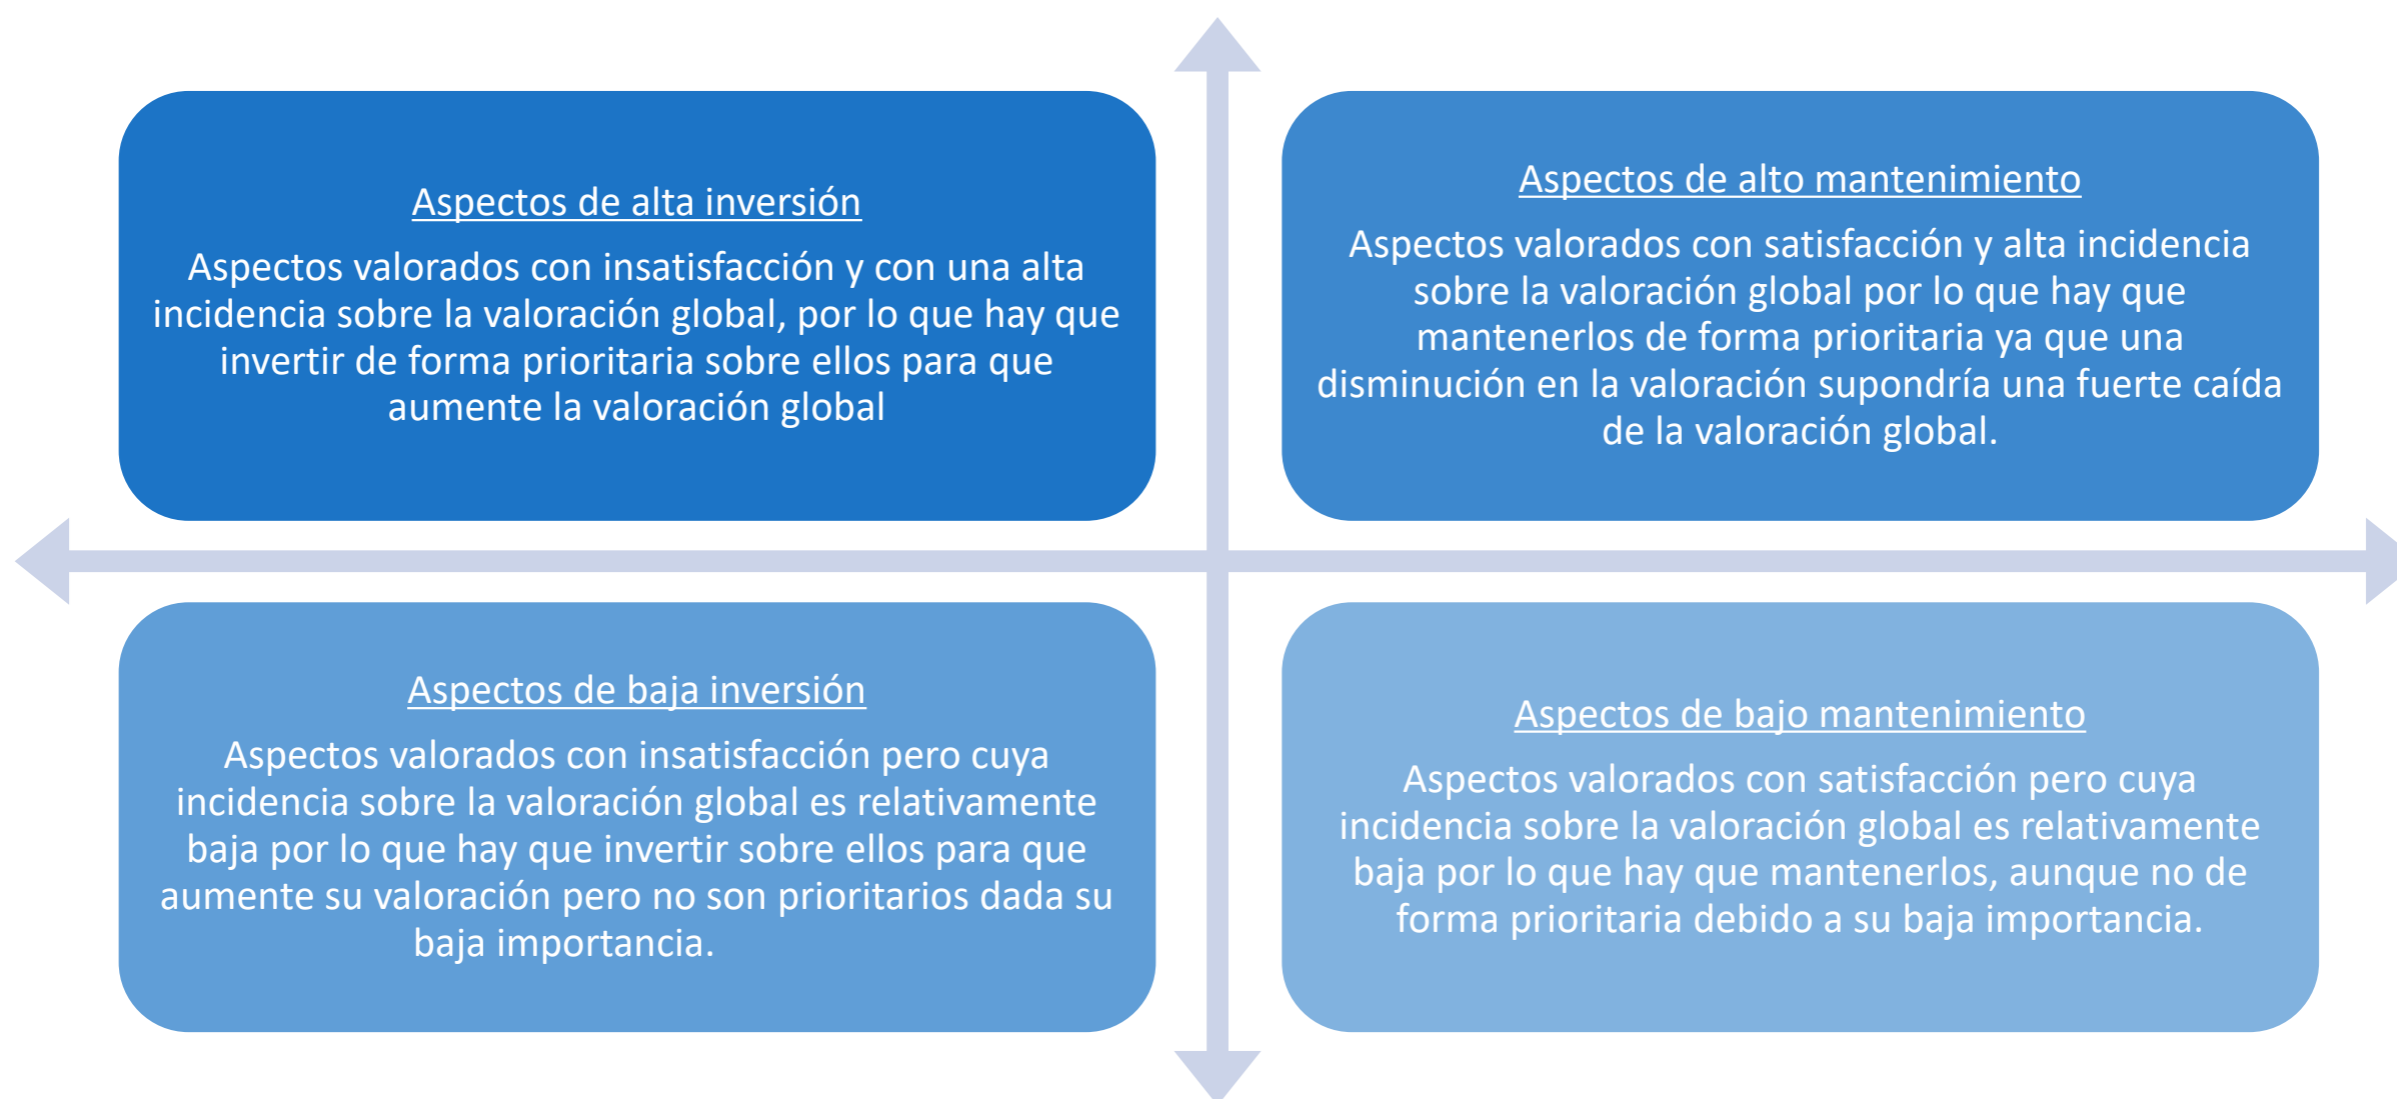 Aspectos de alta inversión
Aspectos valorados con insatisfacción y con una alta
incidencia sobre la valoración global, por lo que hay que
invertir de forma prioritaria sobre ellos para que
aumente la valoración global
Aspectos de alto mantenimiento
Aspectos valorados con satisfacción y alta incidencia
sobre la valoración global por lo que hay que
mantenerlos de forma prioritaria ya que una
disminución en la valoración supondría una fuerte caída
de la valoración global.
Aspectos de baja inversión
Aspectos valorados con insatisfacción pero cuya
incidencia sobre la valoración global es relativamente
baja por lo que hay que invertir sobre ellos para que
aumente su valoración pero no son prioritarios dada su
baja importancia.
Aspectos de bajo mantenimiento
Aspectos valorados con satisfacción pero cuya
incidencia sobre la valoración global es relativamente
baja por lo que hay que mantenerlos, aunque no de
forma prioritaria debido a su baja importancia.